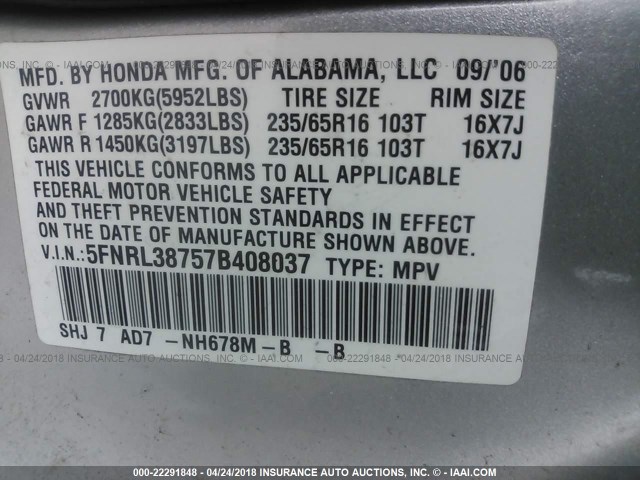 MFD. BY HONDA MFG. OF ALABAMA, LLC 09/'06
GVWR 2700KG(5952LBS) TIRE SIZE RIM SIZE
GAWR F 1285KG(2833LBS) 235/65R16 103T 16X7J
GAWR R 1450KG(3197LBS) 235/65R16 103T 16X7J
THIS VEHICLE CONFORMS TO ALL APPLICABLE
FEDERAL MOTOR VEHICLE SAFETY
AND THEFT PREVENTION STANDARDS IN EFFECT
ON THE DATE OF MANUFACTURE SHOWN ABOVE.
V.I.N.:5FNRL38757B408037 TYPE: MPV
SHJ 7 AD7 -NH678M-B -B
000-22291848 - 04/24/2018 INSURANCE AUTO AUCTIONS, INC. - © - IAAI.COM